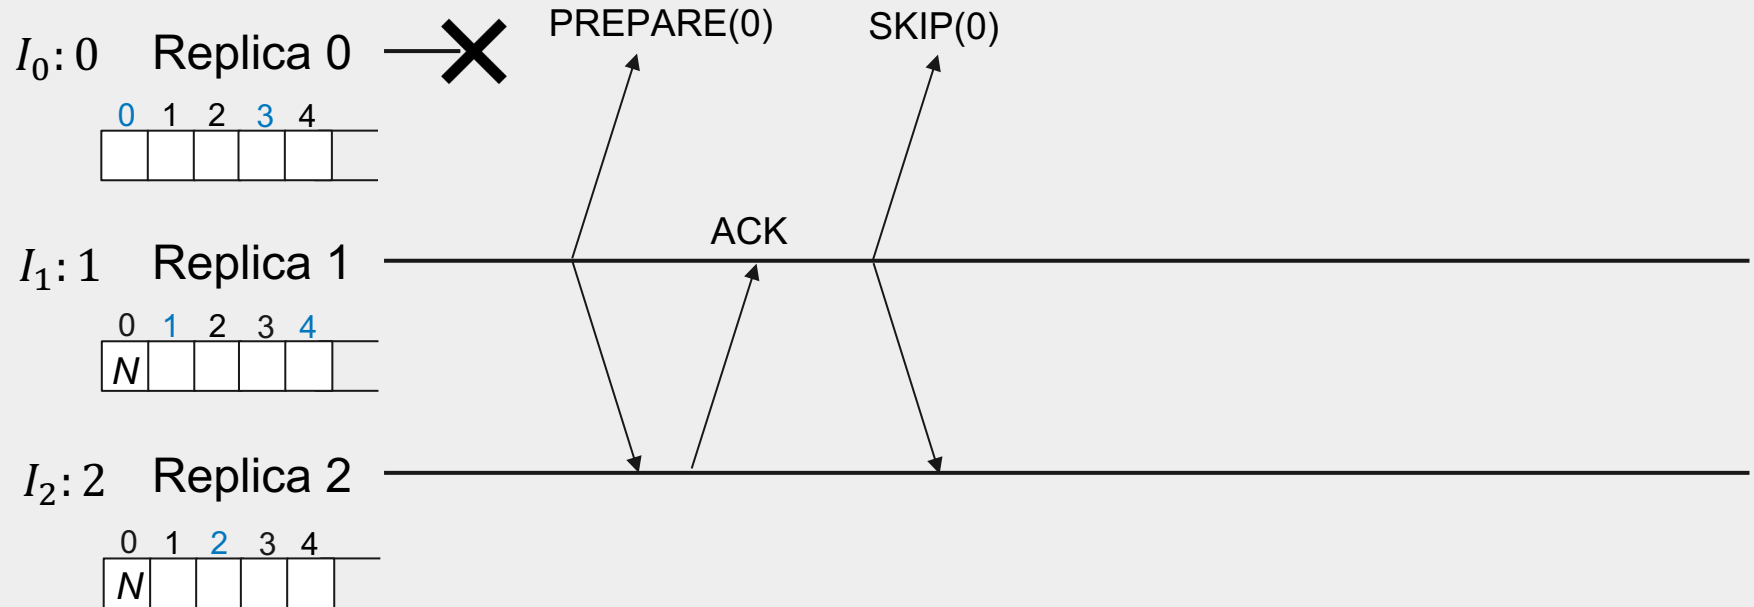 PREPARE(0) SKIP(0)
I₀: 0 Replica 0
0 1 2 3 4
ACK
I₁: 1 Replica 1
0 1 2 3 4
N
I₂: 2 Replica 2
0 1 2 3 4
N